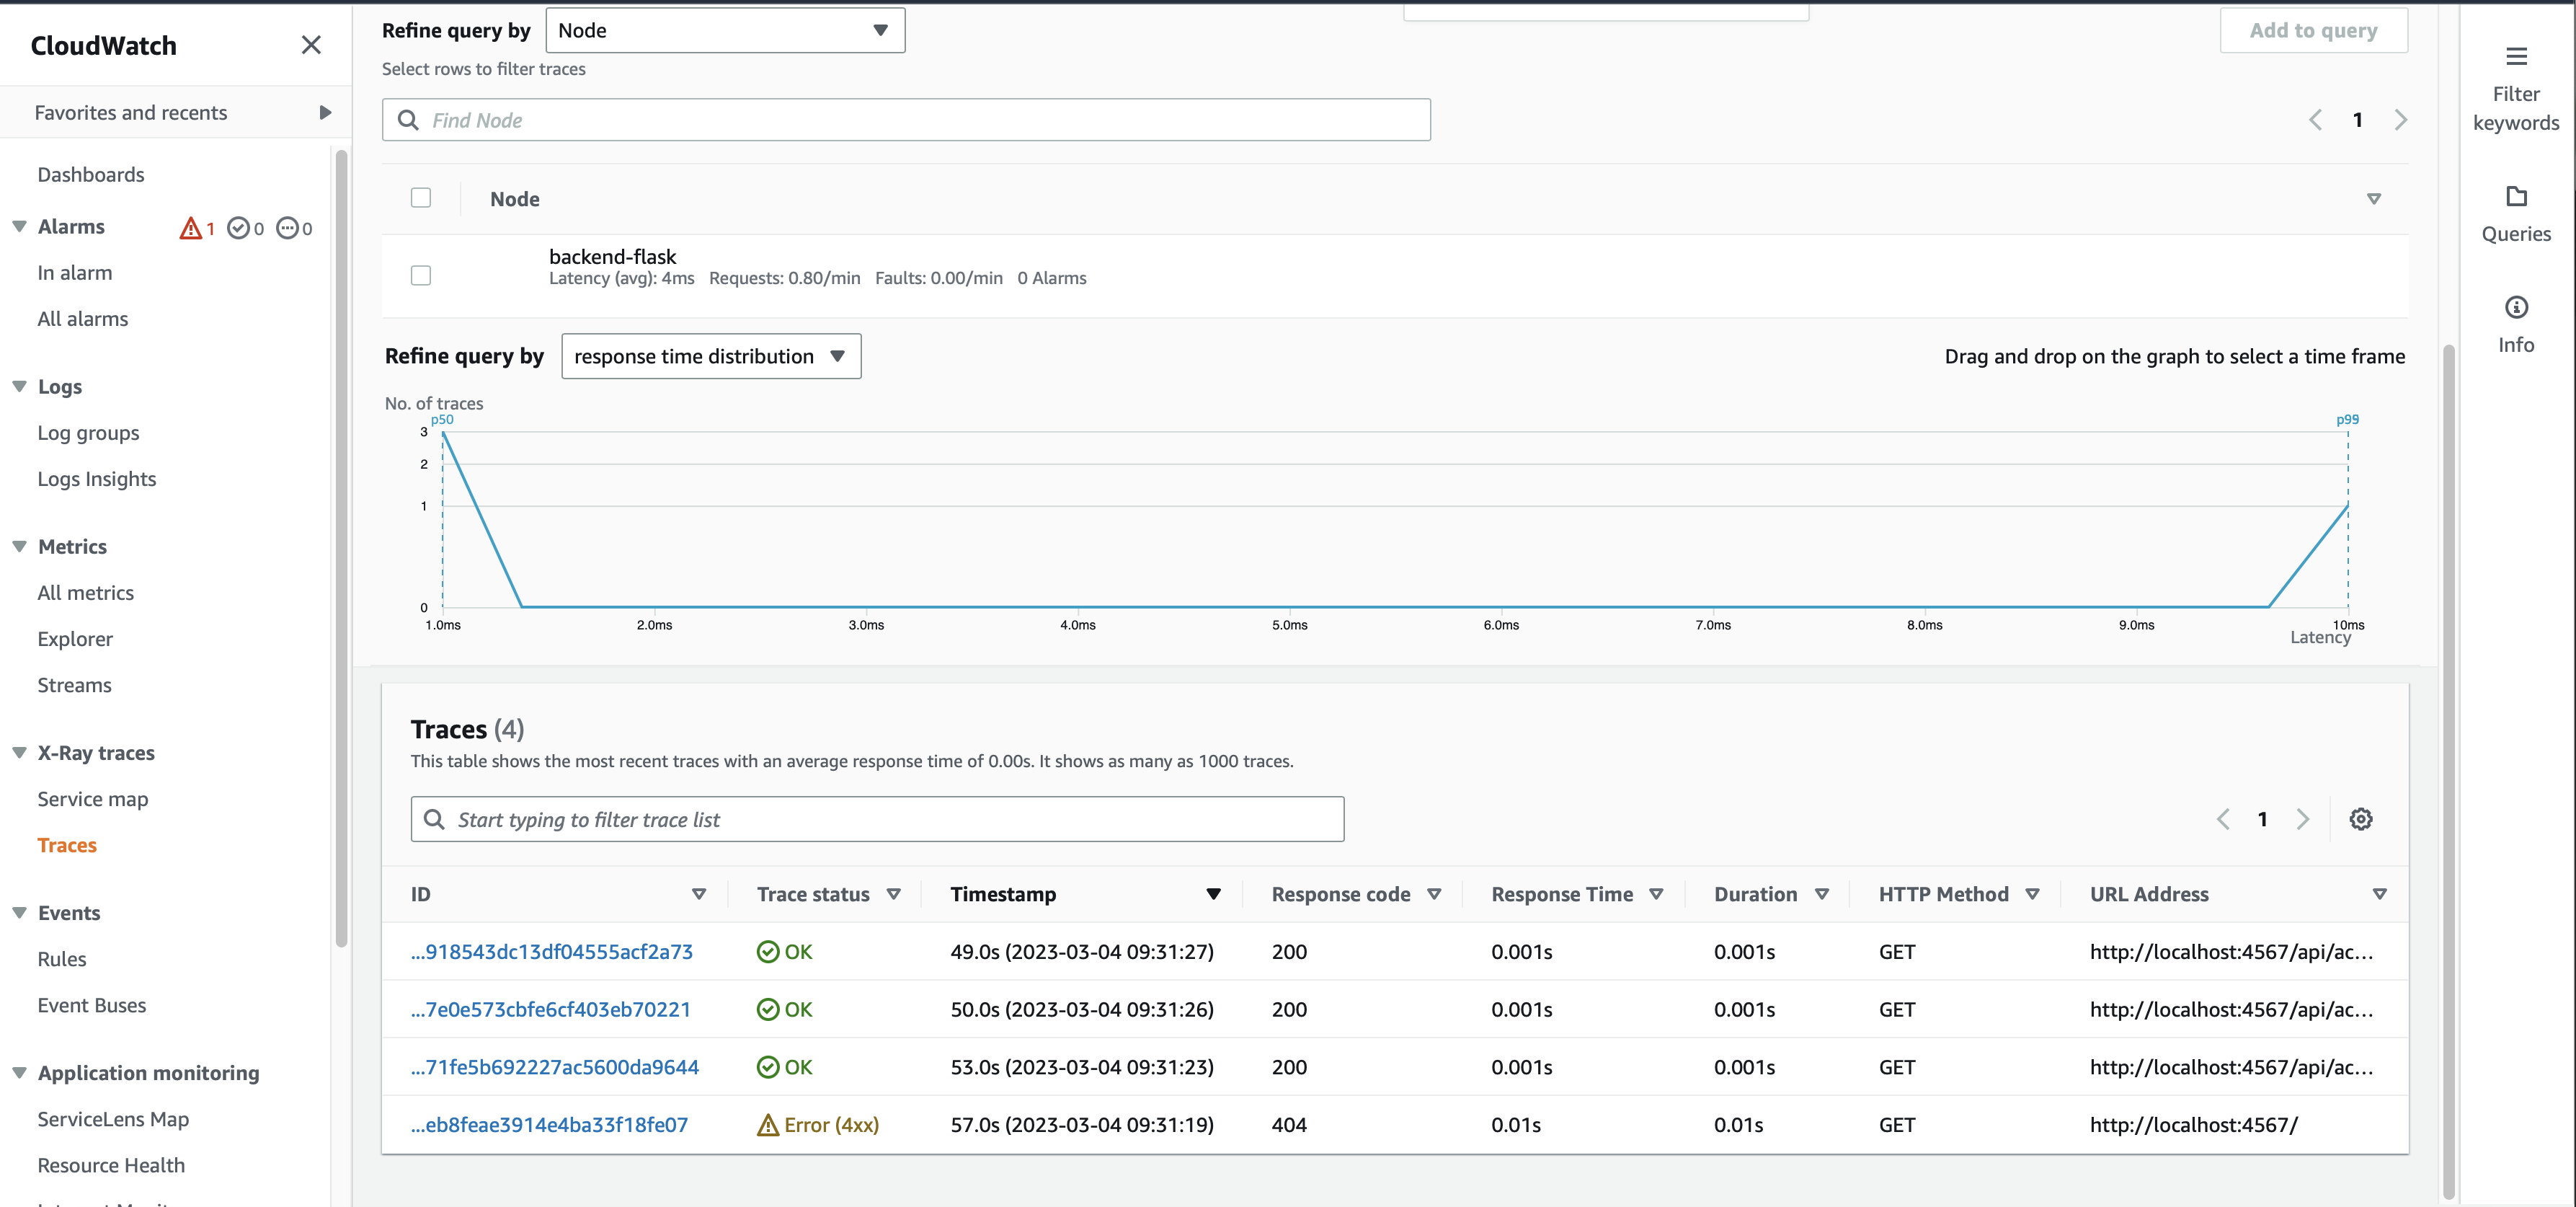 CloudWatch
Favorites and recents
Dashboards
Alarms 1 0 0
In alarm
All alarms
Logs
Log groups
Logs Insights
Metrics
All metrics
Explorer
Streams
X-Ray traces
Service map
Traces
Events
Rules
Event Buses
Application monitoring
ServiceLens Map
Resource Health
Refine query by Node Add to query
Select rows to filter traces
Find Node 1
Node
backend-flask
Latency (avg): 4ms Requests: 0.80/min Faults: 0.00/min 0 Alarms
Refine query by response time distribution Drag and drop on the graph to select a time frame
No. of traces
p50 p99
3
2
1
0
1.0ms 2.0ms 3.0ms 4.0ms 5.0ms 6.0ms 7.0ms 8.0ms 9.0ms 10ms
Latency
Traces (4)
This table shows the most recent traces with an average response time of 0.00s. It shows as many as 1000 traces.
Start typing to filter trace list 1
ID Trace status Timestamp Response code Response Time Duration HTTP Method URL Address
...918543dc13df04555acf2a73 OK 49.0s (2023-03-04 09:31:27) 200 0.001s 0.001s GET http://localhost:4567/api/ac...
...7e0e573cbfe6cf403eb70221 OK 50.0s (2023-03-04 09:31:26) 200 0.001s 0.001s GET http://localhost:4567/api/ac...
...71fe5b692227ac5600da9644 OK 53.0s (2023-03-04 09:31:23) 200 0.001s 0.001s GET http://localhost:4567/api/ac...
...eb8feae3914e4ba33f18fe07 Error (4xx) 57.0s (2023-03-04 09:31:19) 404 0.01s 0.01s GET http://localhost:4567/
Filter
keywords
Queries
Info